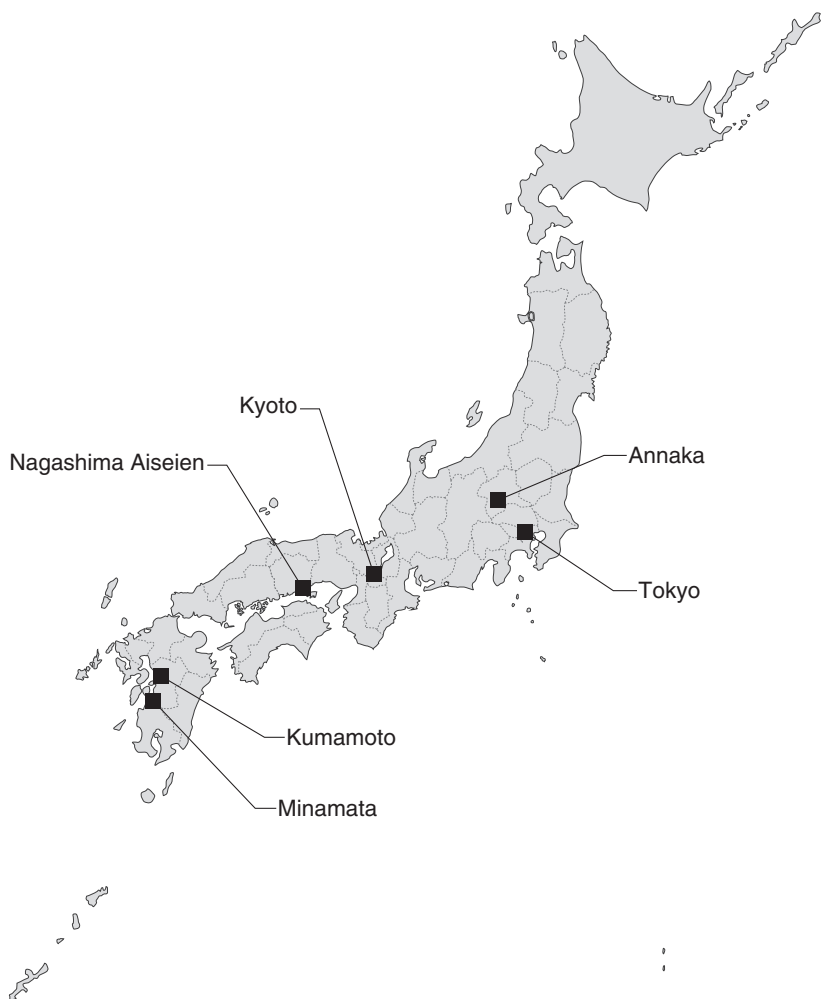 Kyoto
Nagashima Aiseien
Annaka
Tokyo
Kumamoto
Minamata